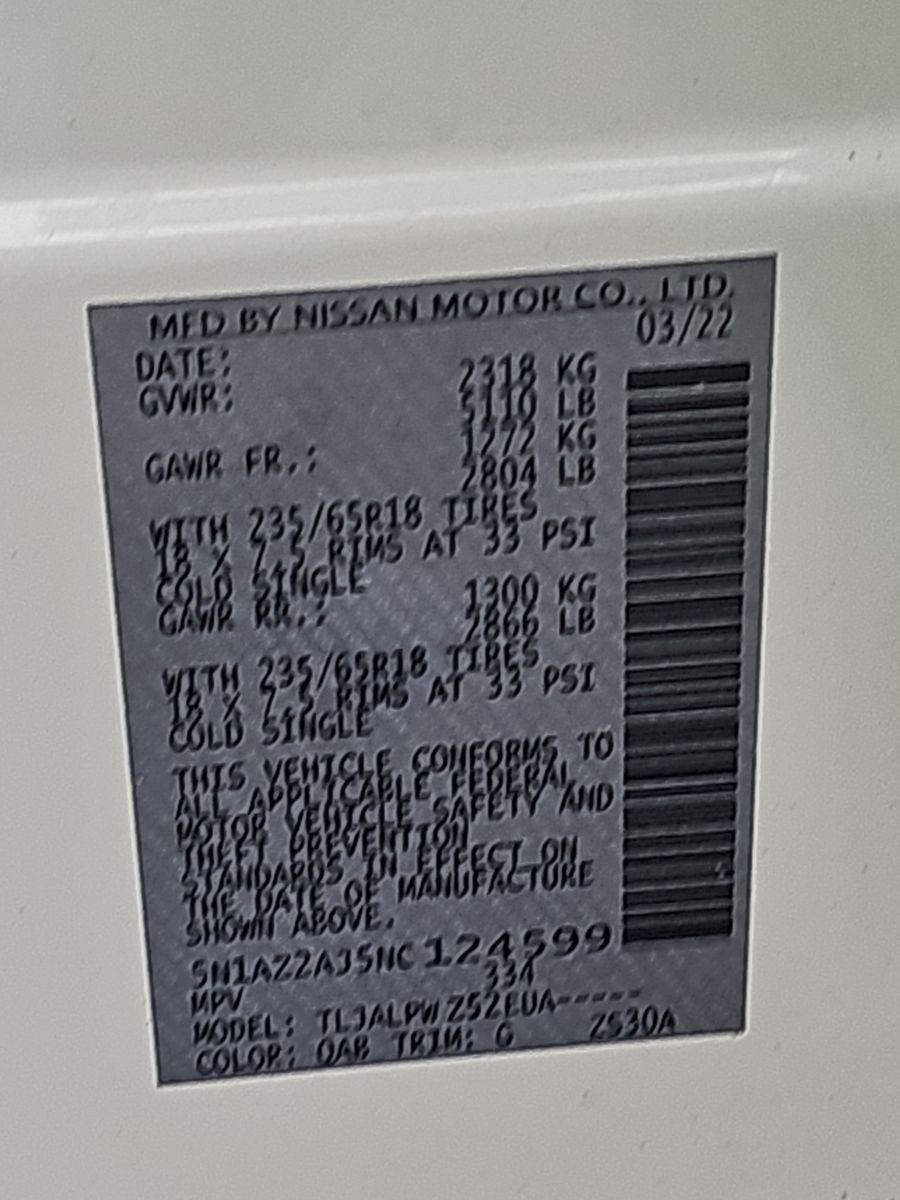 MFD BY NISSAN MOTOR CO., LTD.
DATE: 03/22
GVWR: 2318 KG
5110 LB
GAWR FR.: 1272 KG
2804 LB
WITH 235/65R18 TIRES
18 X 7.5 RIMS AT 33 PSI
COLD SINGLE
GAWR RR.: 1300 KG
2866 LB
WITH 235/65R18 TIRES
18 X 7.5 RIMS AT 33 PSI
COLD SINGLE
THIS VEHICLE CONFORMS TO
ALL APPLICABLE FEDERAL
MOTOR VEHICLE SAFETY AND
THEFT PREVENTION
STANDARDS IN EFFECT ON
THE DATE OF MANUFACTURE
SHOWN ABOVE.
5N1AZ2AJ5NC124599
334
MPV
MODEL: TLJALPW Z52EUA-----
COLOR: QAB TRIM: G ZS30A